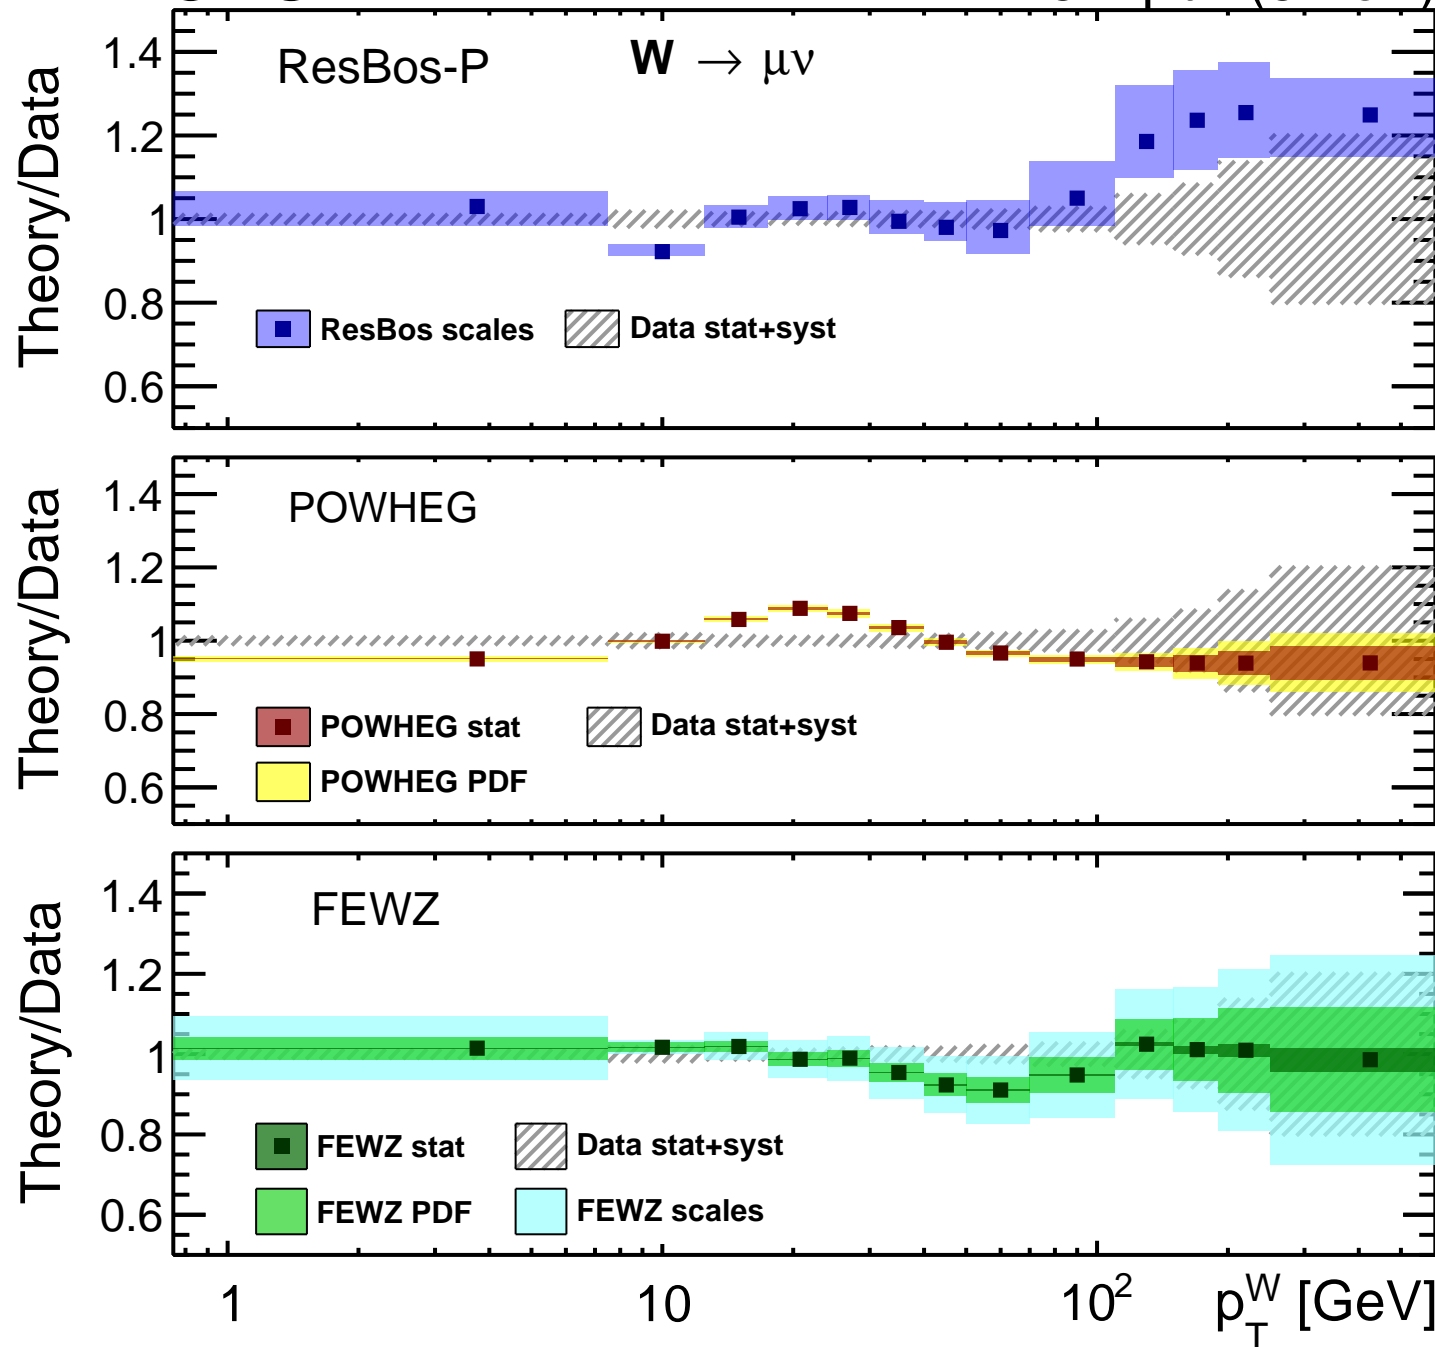 ResBos-P W → μν
1.4
1.2
1
0.8
0.6
Theory/Data
ResBos scales Data stat+syst
POWHEG
1.4
1.2
1
0.8
0.6
Theory/Data
POWHEG stat Data stat+syst
POWHEG PDF
FEWZ
1.4
1.2
1
0.8
0.6
Theory/Data
FEWZ stat Data stat+syst
FEWZ PDF FEWZ scales
1 10 10² p_T^W [GeV]